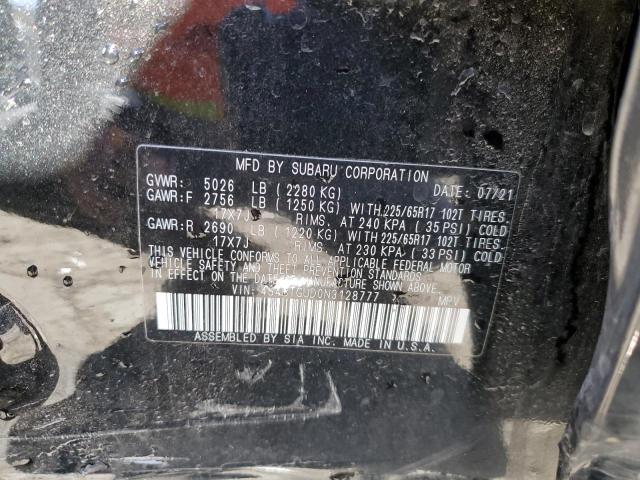 MFD BY SUBARU CORPORATION
GVWR: 5026 LB ( 2280 KG) DATE: 07/21
GAWR:F 2756 LB ( 1250 KG) WITH 225/65R17 102T TIRES,
17X7J RIMS AT 240 KPA ( 35 PSI) COLD
GAWR:R 2690 LB ( 1220 KG) WITH 225/65R17 102T TIRES,
17X7J RIMS AT 230 KPA ( 33 PSI) COLD
THIS VEHICLE CONFORMS TO ALL APPLICABLE FEDERAL MOTOR
VEHICLE SAFETY AND THEFT PREVENTION STANDARDS
IN EFFECT ON THE DATE OF MANUFACTURE SHOWN ABOVE.
VIN: MPV
ASSEMBLED BY SIA INC. MADE IN U.S.A.